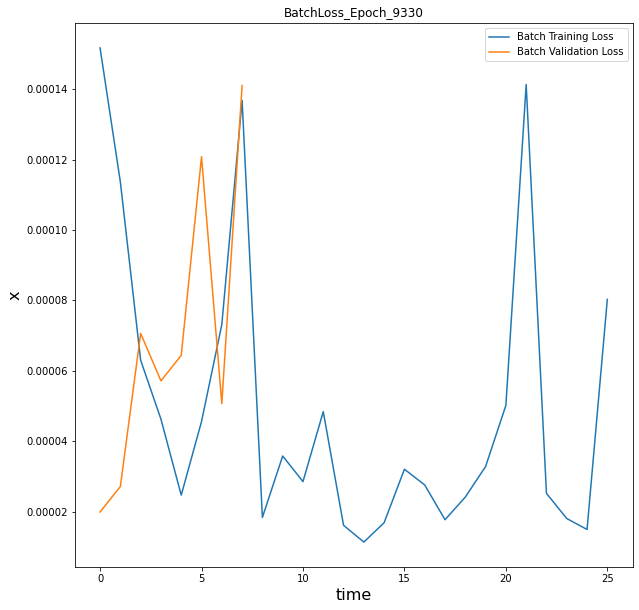 BatchLoss_Epoch_9330
Batch Training Loss
Batch Validation Loss
0.00014
0.00012
0.00010
0.00008
0.00006
0.00004
0.00002
x
0 5 10 15 20 25
time